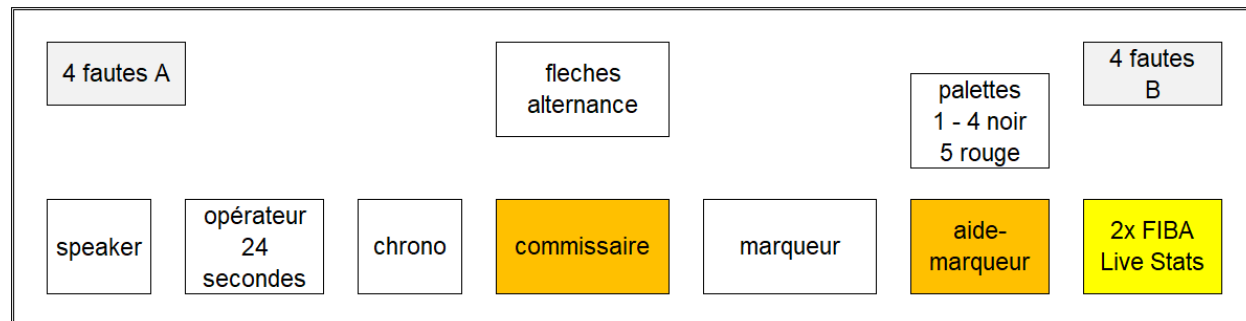 4 fautes A
fleches
alternance
palettes
1 - 4 noir
5 rouge
4 fautes
B
speaker
opérateur
24
secondes
chrono
commissaire
marqueur
aide-
marqueur
2x FIBA
Live Stats